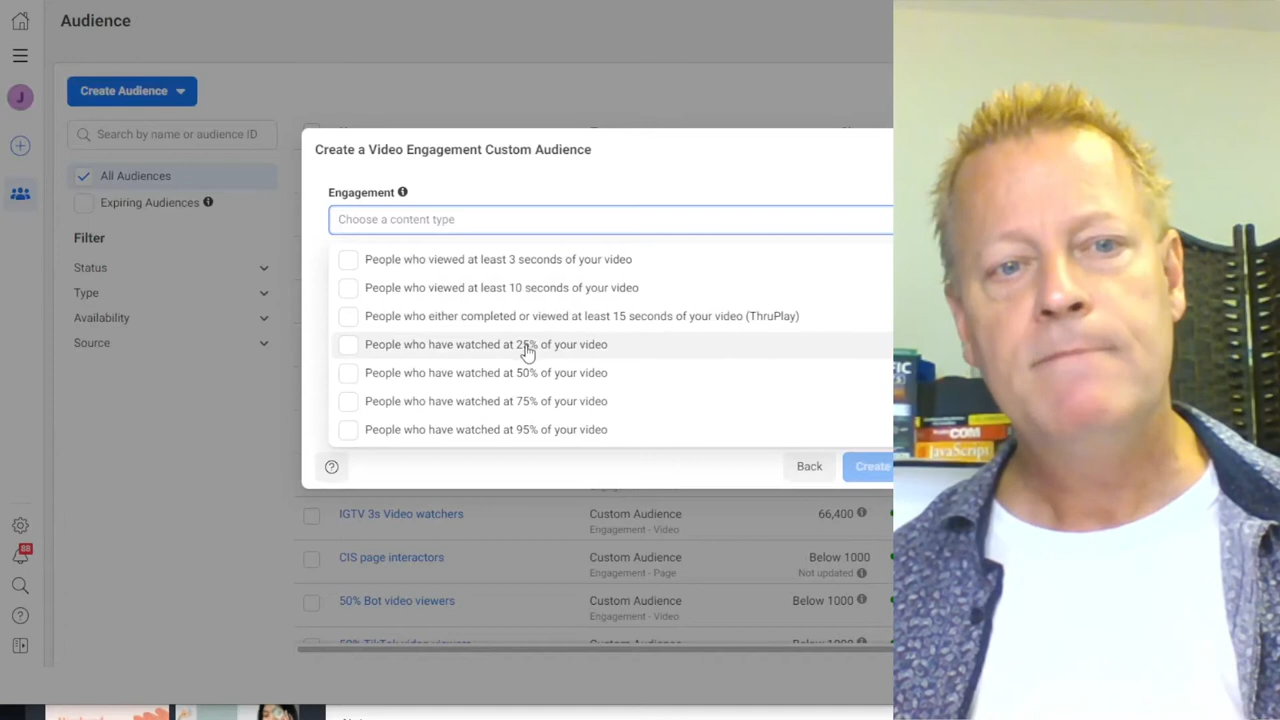 Audience
J
Create Audience
Search by name or audience ID
All Audiences
Expiring Audiences
Filter
Status
Type
Availability
Source
Create a Video Engagement Custom Audience
Engagement
Choose a content type
People who viewed at least 3 seconds of your video
People who viewed at least 10 seconds of your video
People who either completed or viewed at least 15 seconds of your video (ThruPlay)
People who have watched at 25% of your video
People who have watched at 50% of your video
People who have watched at 75% of your video
People who have watched at 95% of your video
Back
Create
IGTV 3s Video watchers
Custom Audience
66,400
Engagement - Video
CIS page interactors
Custom Audience
Below 1000
Engagement - Page
Not updated
50% Bot video viewers
Custom Audience
Below 1000
Engagement - Video
88
COM
JavaScript